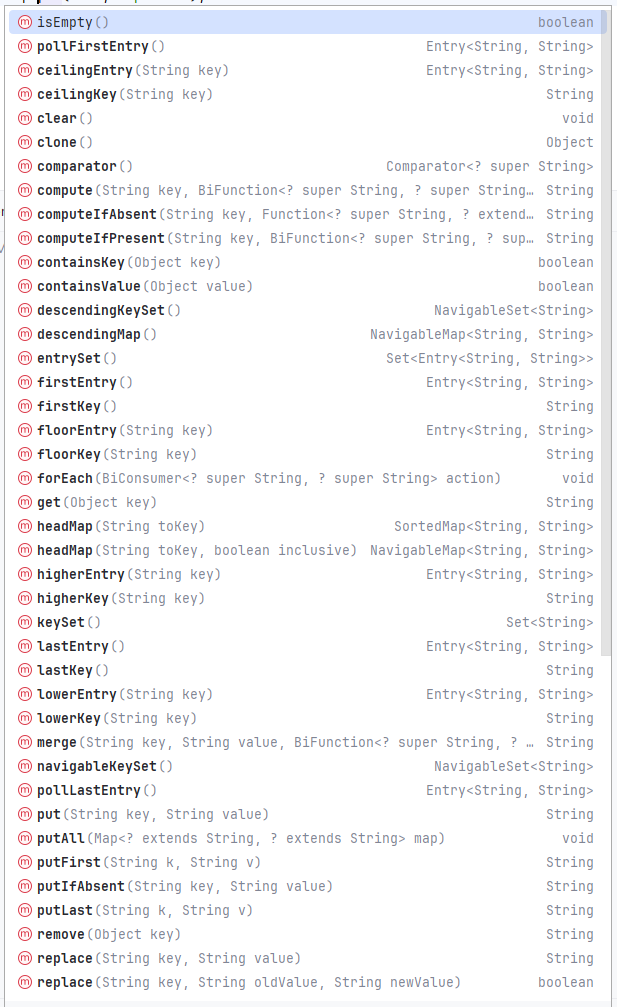 isEmpty() boolean
pollFirstEntry() Entry<String, String>
ceilingEntry(String key) Entry<String, String>
ceilingKey(String key) String
clear() void
clone() Object
comparator() Comparator<? super String>
compute(String key, BiFunction<? super String, ? super String… String
computeIfAbsent(String key, Function<? super String, ? extend… String
computeIfPresent(String key, BiFunction<? super String, ? sup… String
containsKey(Object key) boolean
containsValue(Object value) boolean
descendingKeySet() NavigableSet<String>
descendingMap() NavigableMap<String, String>
entrySet() Set<Entry<String, String>>
firstEntry() Entry<String, String>
firstKey() String
floorEntry(String key) Entry<String, String>
floorKey(String key) String
forEach(BiConsumer<? super String, ? super String> action) void
get(Object key) String
headMap(String toKey) SortedMap<String, String>
headMap(String toKey, boolean inclusive) NavigableMap<String, String>
higherEntry(String key) Entry<String, String>
higherKey(String key) String
keySet() Set<String>
lastEntry() Entry<String, String>
lastKey() String
lowerEntry(String key) Entry<String, String>
lowerKey(String key) String
merge(String key, String value, BiFunction<? super String, ? … String
navigableKeySet() NavigableSet<String>
pollLastEntry() Entry<String, String>
put(String key, String value) String
putAll(Map<? extends String, ? extends String> map) void
putFirst(String k, String v) String
putIfAbsent(String key, String value) String
putLast(String k, String v) String
remove(Object key) String
replace(String key, String value) String
replace(String key, String oldValue, String newValue) boolean